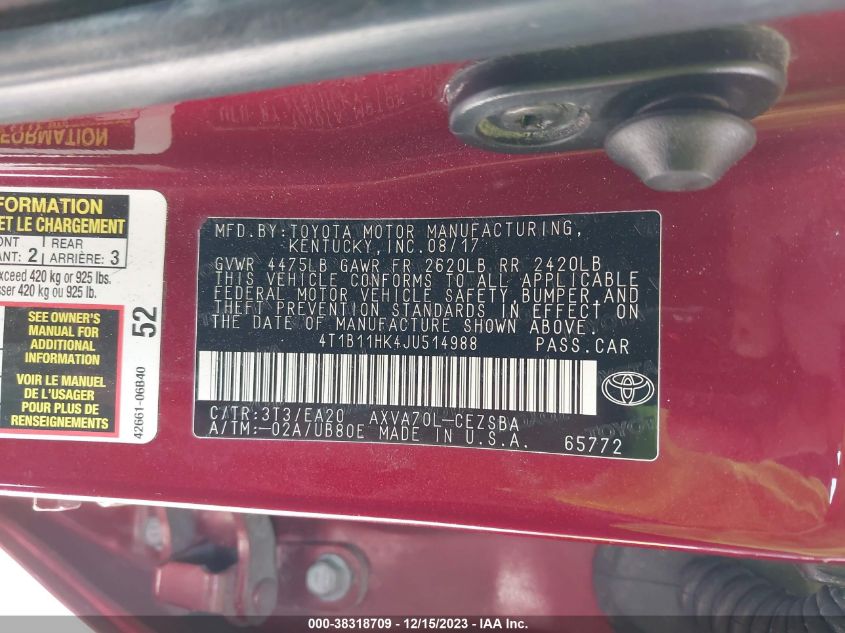 FORMATION
FORMATION
ET LE CHARGEMENT
ONT
ANT: 2
REAR
ARRIÈRE: 3
exceed 420 kg or 925 lbs.
sser 420 kg ou 925 lb.
SEE OWNER'S
MANUAL FOR
ADDITIONAL
INFORMATION
VOIR LE MANUEL
DE L'USAGER
POUR PLUS DE
RENSEIGNEMENTS
52
42661-06B40
MFD.BY:TOYOTA MOTOR MANUFACTURING,
KENTUCKY, INC. 08/17
GVWR 4475LB GAWR FR 2620LB RR 2420LB
THIS VEHICLE CONFORMS TO ALL APPLICABLE
FEDERAL MOTOR VEHICLE SAFETY, BUMPER, AND
THEFT PREVENTION STANDARDS IN EFFECT ON
THE DATE OF MANUFACTURE SHOWN ABOVE.
4T1B11HK4JU514988 PASS.CAR
C/TR:3T3/EA20 AXVA70L-CEZSBA
A/TM:-02A/UB80E MADE IN U.S.A. 65772
TOYOTA
000-38318709 - 12/15/2023 - IAA Inc.